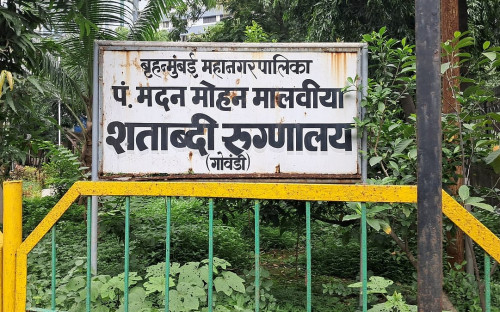 बृहन्मुंबई महानगरपालिका
पं. मदन मोहन मालवीया
शताब्दी रुग्णालय
(गोवंडी)